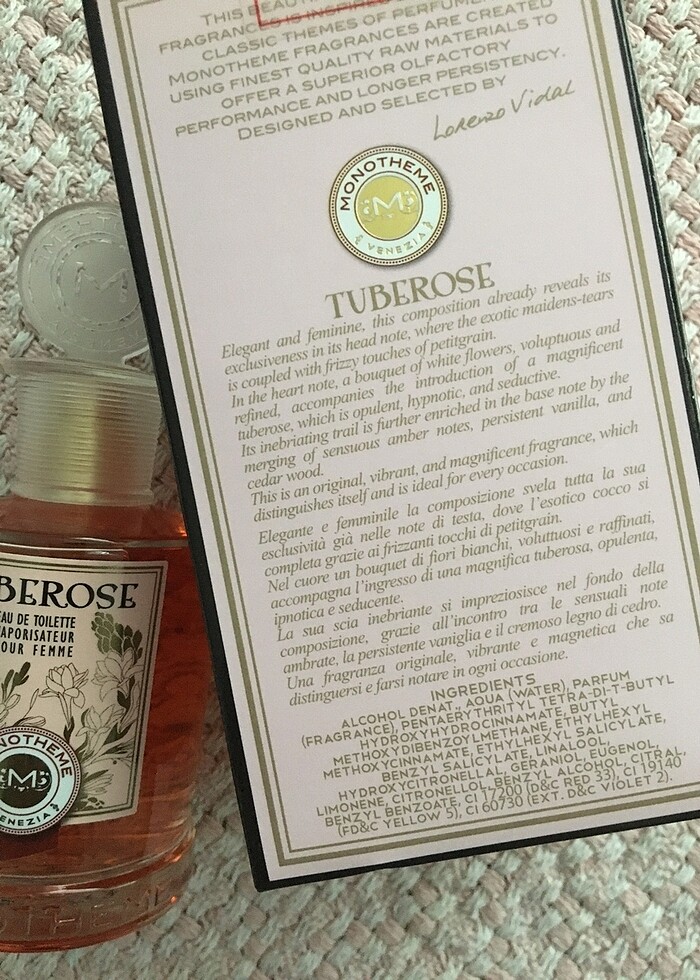 THIS
FRAGRANCES IS INSPIRED
CLASSIC THEMES OF
MONOTHEME FRAGRANCES ARE CREATED
USING FINEST QUALITY RAW MATERIALS TO
OFFER A SUPERIOR OLFACTORY
PERFORMANCE AND LONGER PERSISTENCY.
DESIGNED AND SELECTED BY
Lorenzo Vidal
MONOTHEME
M
VENEZIA
TUBEROSE
Elegant and feminine, this composition already reveals its
exclusiveness in its head note, where the exotic maidens-tears
is coupled with frizzy touches of petitgrain.
In the heart note, a bouquet of white flowers, voluptuous and
refined, accompanies the introduction of a magnificent
tuberose, which is opulent, hypnotic, and seductive.
Its inebriating trail is further enriched in the base note by the
merging of sensuous amber notes, persistent vanilla, and
cedar wood.
This is an original, vibrant, and magnificent fragrance, which
distinguishes itself and is ideal for every occasion.
Elegante e femminile la composizione svela tutta la sua
esclusività già nelle note di testa, dove l'esotico cocco si
completa grazie ai frizzanti tocchi di petitgrain.
Nel cuore un bouquet di fiori bianchi, voluttuosi e raffinati,
accompagna l'ingresso di una magnifica tuberosa, opulenta,
ipnotica e seducente.
La sua scia inebriante si impreziosisce nel fondo della
composizione, grazie all'incontro tra le sensuali note
ambrate, la persistente vaniglia e il cremoso legno di cedro.
Una fragranza originale, vibrante e magnetica che sa
distinguersi e farsi notare in ogni occasione.
INGREDIENTS
ALCOHOL DENAT., AQUA (WATER), PARFUM
(FRAGRANCE), PENTAERYTHRITYL TETRA-DI-T-BUTYL
HYDROXYHYDROCINNAMATE, BUTYL
METHOXYDIBENZOYLMETHANE, ETHYLHEXYL
METHOXYCINNAMATE, ETHYLHEXYL SALICYLATE,
BENZYL SALICYLATE, LINALOOL,
HYDROXYCITRONELLAL, GERANIOL, EUGENOL,
LIMONENE, CITRONELLOL, BENZYL ALCOHOL, CITRAL,
BENZYL BENZOATE, CI 17200 (D&C RED 33), CI 19140
(FD&C YELLOW 5), CI 60730 (EXT. D&C VIOLET 2).
BEROSE
EAU DE TOILETTE
VAPORISATEUR
POUR FEMME
NOTHEME
M
VENEZIA